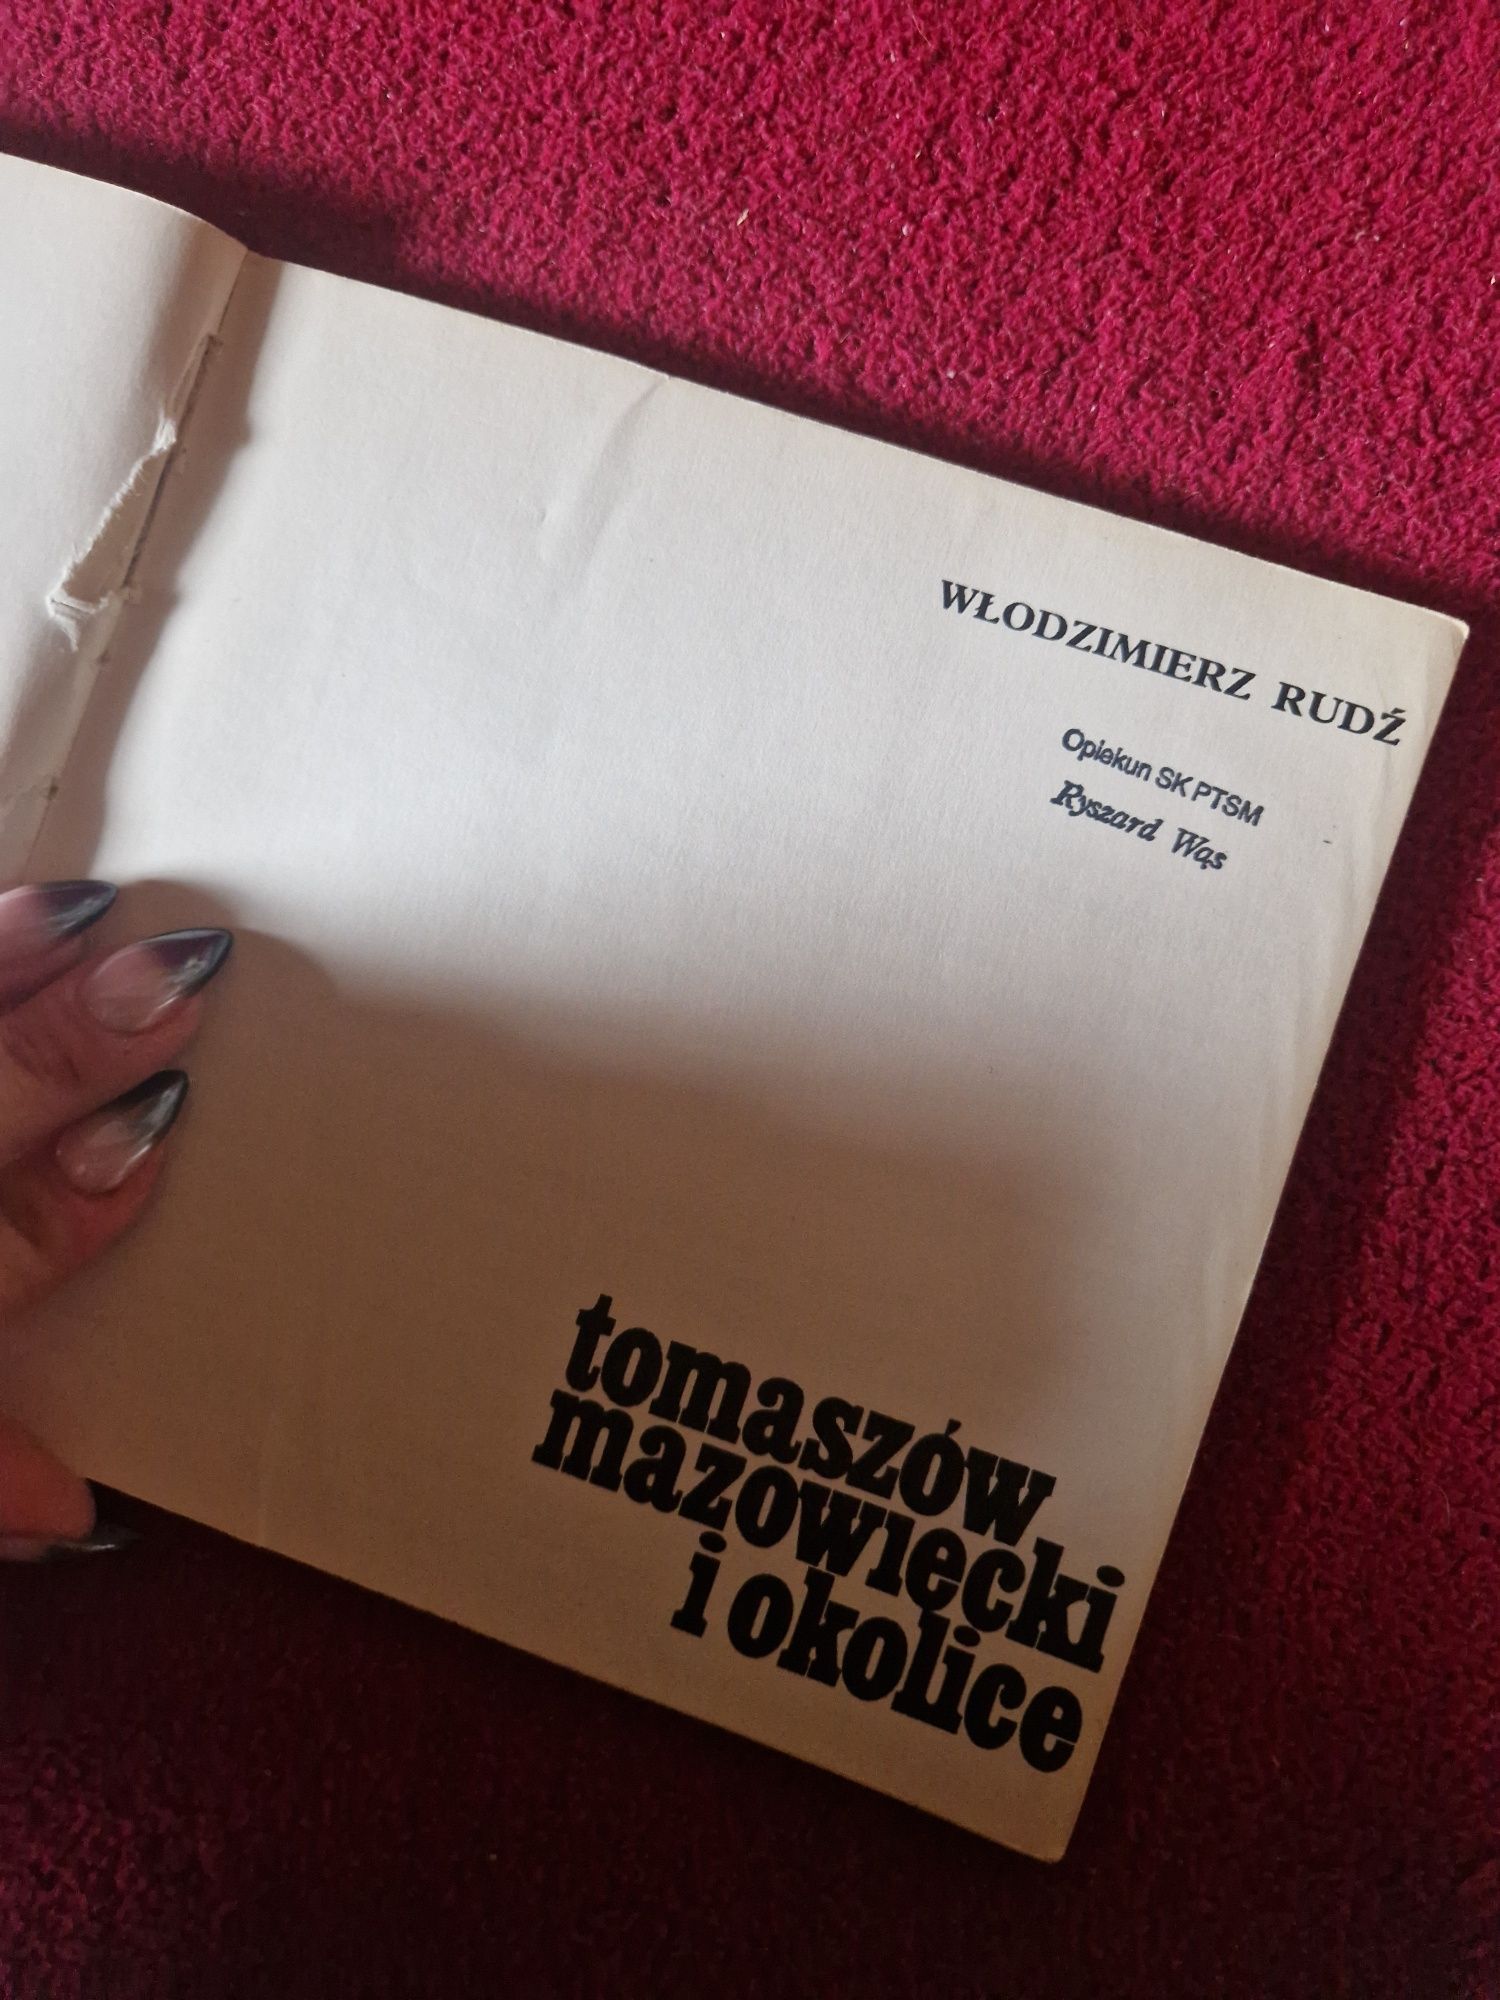 WŁODZIMIERZ RUDŹ
Opiekun SK PTSM
Ryszard Wąs
tomaszów
mazowiecki
i okolice